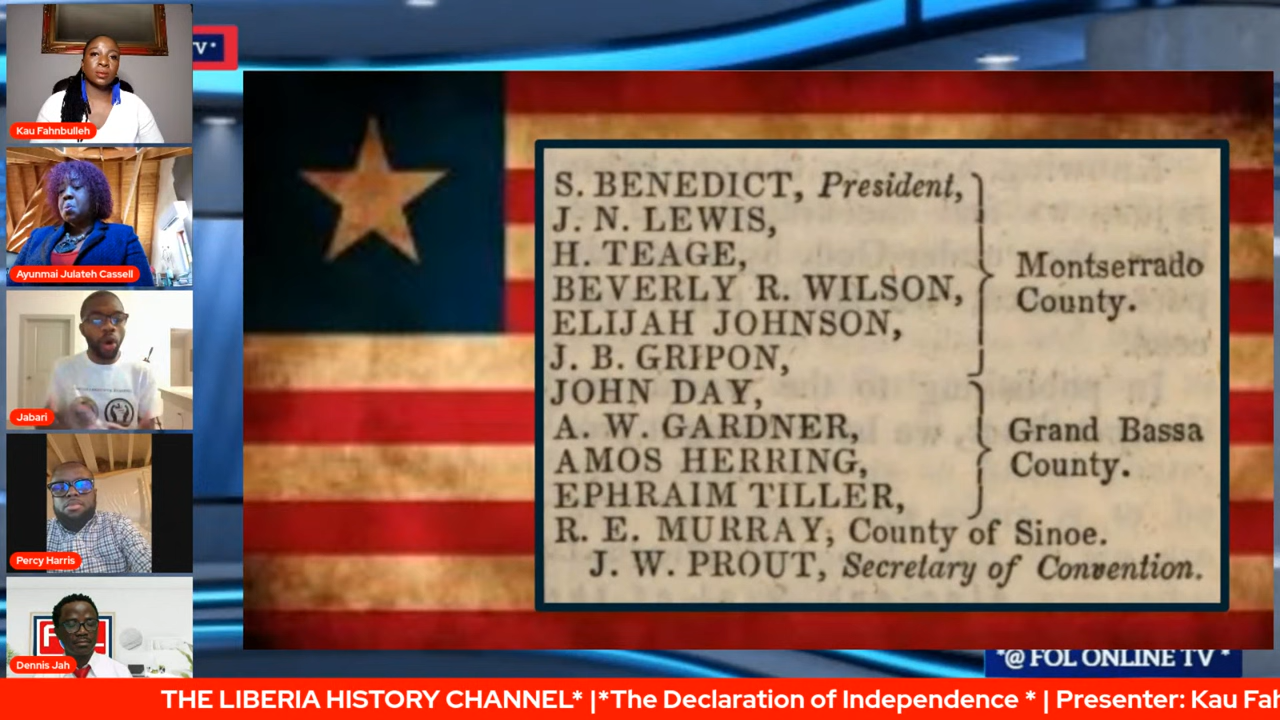 TV*
Kau Fahnbulleh
Ayunmai Julateh Cassell
Jabari
Percy Harris
Dennis Jah
S. BENEDICT, President,
J. N. LEWIS,
H. TEAGE,
BEVERLY R. WILSON,
ELIJAH JOHNSON,
J. B. GRIPON,
Montserrado
County.
JOHN DAY,
A. W. GARDNER,
AMOS HERRING,
EPHRAIM TILLER,
Grand Bassa
County.
R. E. MURRAY, County of Sinoe.
J. W. PROUT, Secretary of Convention.
*@ FOL ONLINE TV *
THE LIBERIA HISTORY CHANNEL* |*The Declaration of Independence * | Presenter: Kau Fah